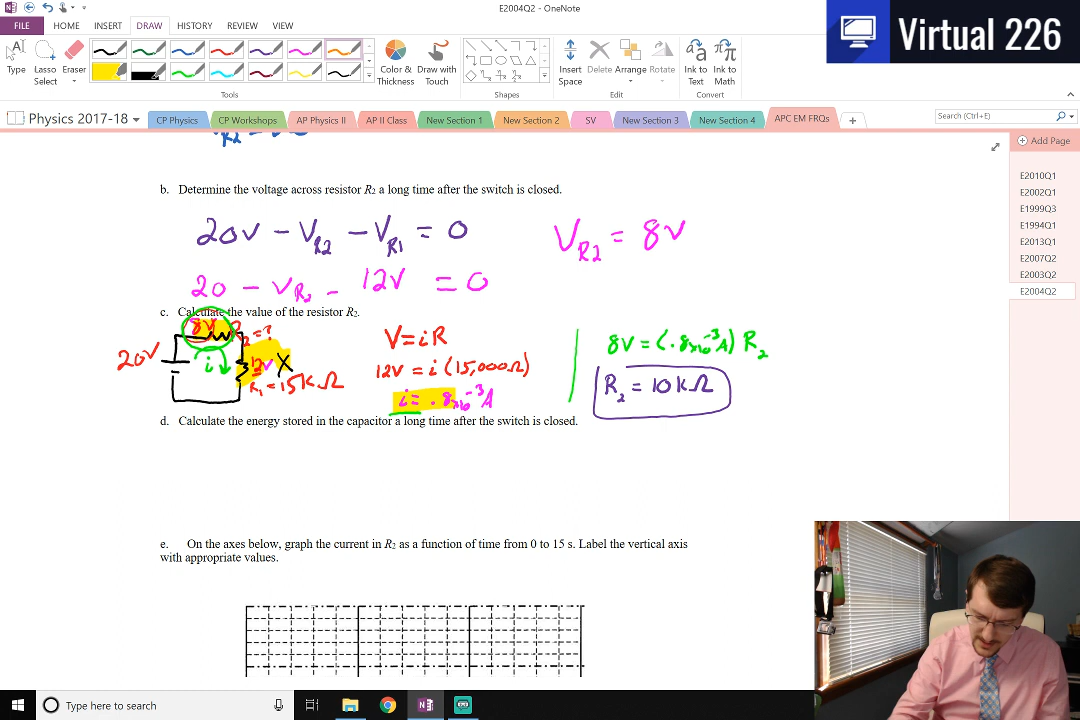 E2004Q2 - OneNote
Virtual 226
FILE HOME INSERT DRAW HISTORY REVIEW VIEW
Type
Lasso Select
Eraser
Color & Thickness
Draw with Touch
Insert Space
Delete
Arrange
Rotate
Ink to Text
Ink to Math
Tools
Shapes
Edit
Convert
Physics 2017-18
CP Physics
CP Workshops
AP Physics II
AP II Class
New Section 1
New Section 2
SV
New Section 3
New Section 4
APC EM FRQs
Search (Ctrl+E)
Add Page
E2010Q1
E2002Q1
E1999Q3
E1994Q1
E2013Q1
E2007Q2
E2003Q2
E2004Q2
b. Determine the voltage across resistor R2 a long time after the switch is closed.
20V - VR2 - VR1 = 0
VR2 = 8V
20 - VR2 - 12V = 0
c. Calculate the value of the resistor R2.
8V R2 = ?
20V
i
12V
R1 = 15KΩ
V = iR
12V = i (15,000Ω)
i = .8x10^-3 A
8V = (.8x10^-3 A) R2
R2 = 10KΩ
d. Calculate the energy stored in the capacitor a long time after the switch is closed.
e. On the axes below, graph the current in R2 as a function of time from 0 to 15 s. Label the vertical axis
with appropriate values.
Type here to search